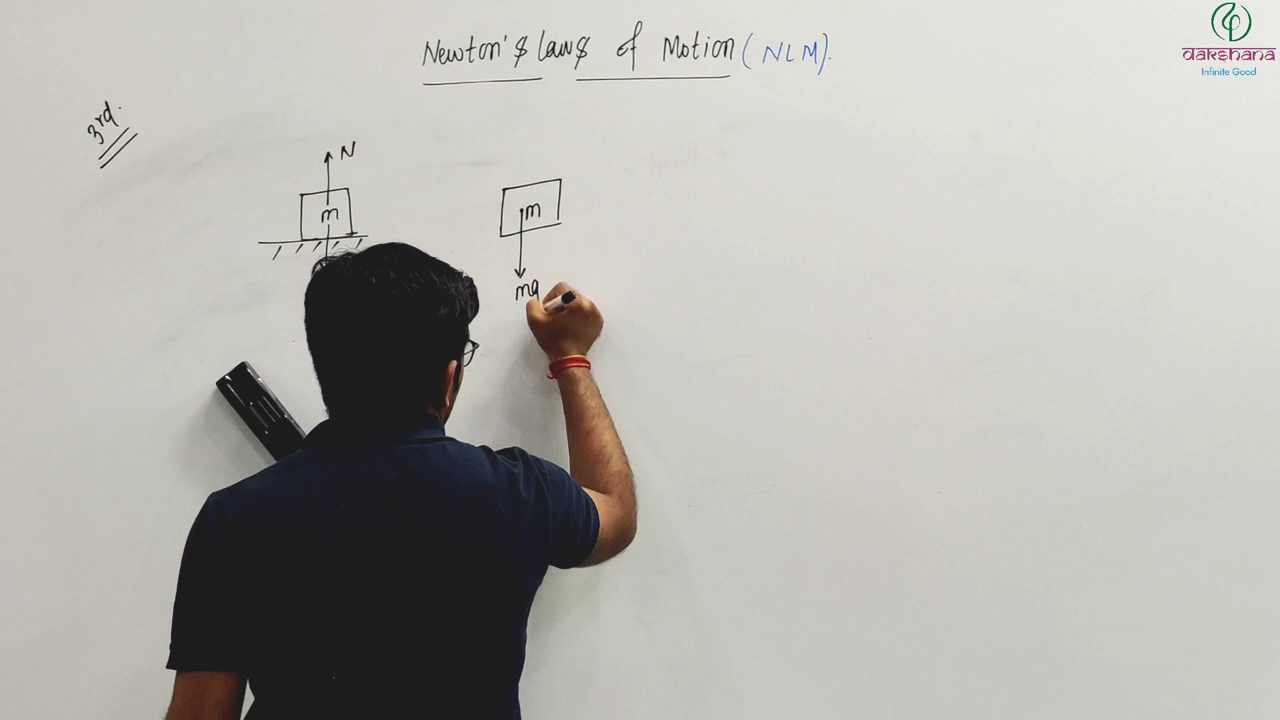 Newton's Laws of Motion (NLM).
dakshana
Infinite Good
3rd.
N
m
m
mg